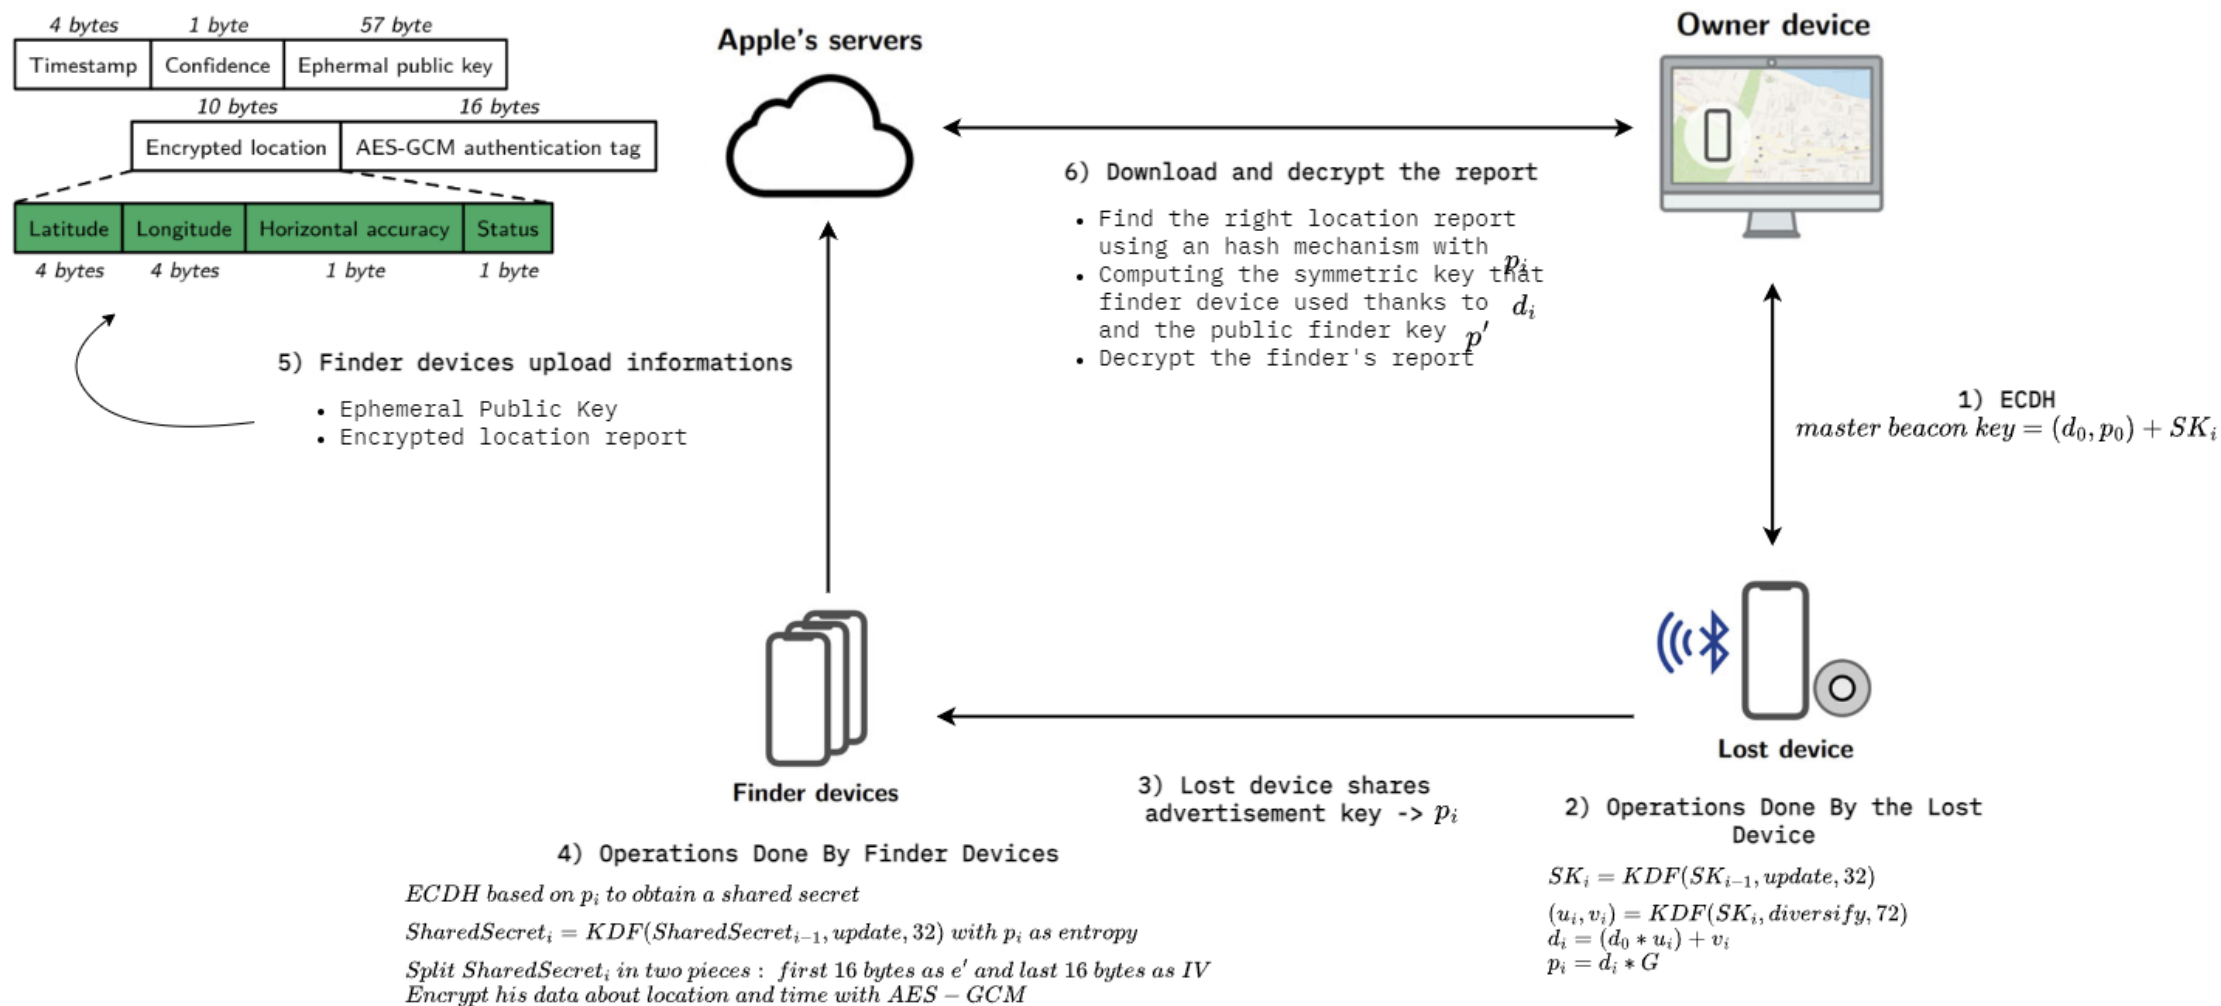 4 bytes 1 byte 57 byte
Timestamp Confidence Ephermal public key
10 bytes 16 bytes
Encrypted location AES-GCM authentication tag
Latitude Longitude Horizontal accuracy Status
4 bytes 4 bytes 1 byte 1 byte
Apple's servers
Owner device
6) Download and decrypt the report
• Find the right location report
using an hash mechanism with p_i
• Computing the symmetric key that
finder device used thanks to d_i
and the public finder key p'
• Decrypt the finder's report
5) Finder devices upload informations
• Ephemeral Public Key
• Encrypted location report
1) ECDH
master beacon key = (d_0, p_0) + SK_i
Finder devices
Lost device
3) Lost device shares
advertisement key -> p_i
2) Operations Done By the Lost
Device
SK_i = KDF(SK_{i−1}, update, 32)
(u_i, v_i) = KDF(SK_i, diversify, 72)
d_i = (d_0 * u_i) + v_i
p_i = d_i * G
4) Operations Done By Finder Devices
ECDH based on p_i to obtain a shared secret
SharedSecret_i = KDF(SharedSecret_{i−1}, update, 32) with p_i as entropy
Split SharedSecret_i in two pieces : first 16 bytes as e' and last 16 bytes as IV
Encrypt his data about location and time with AES − GCM